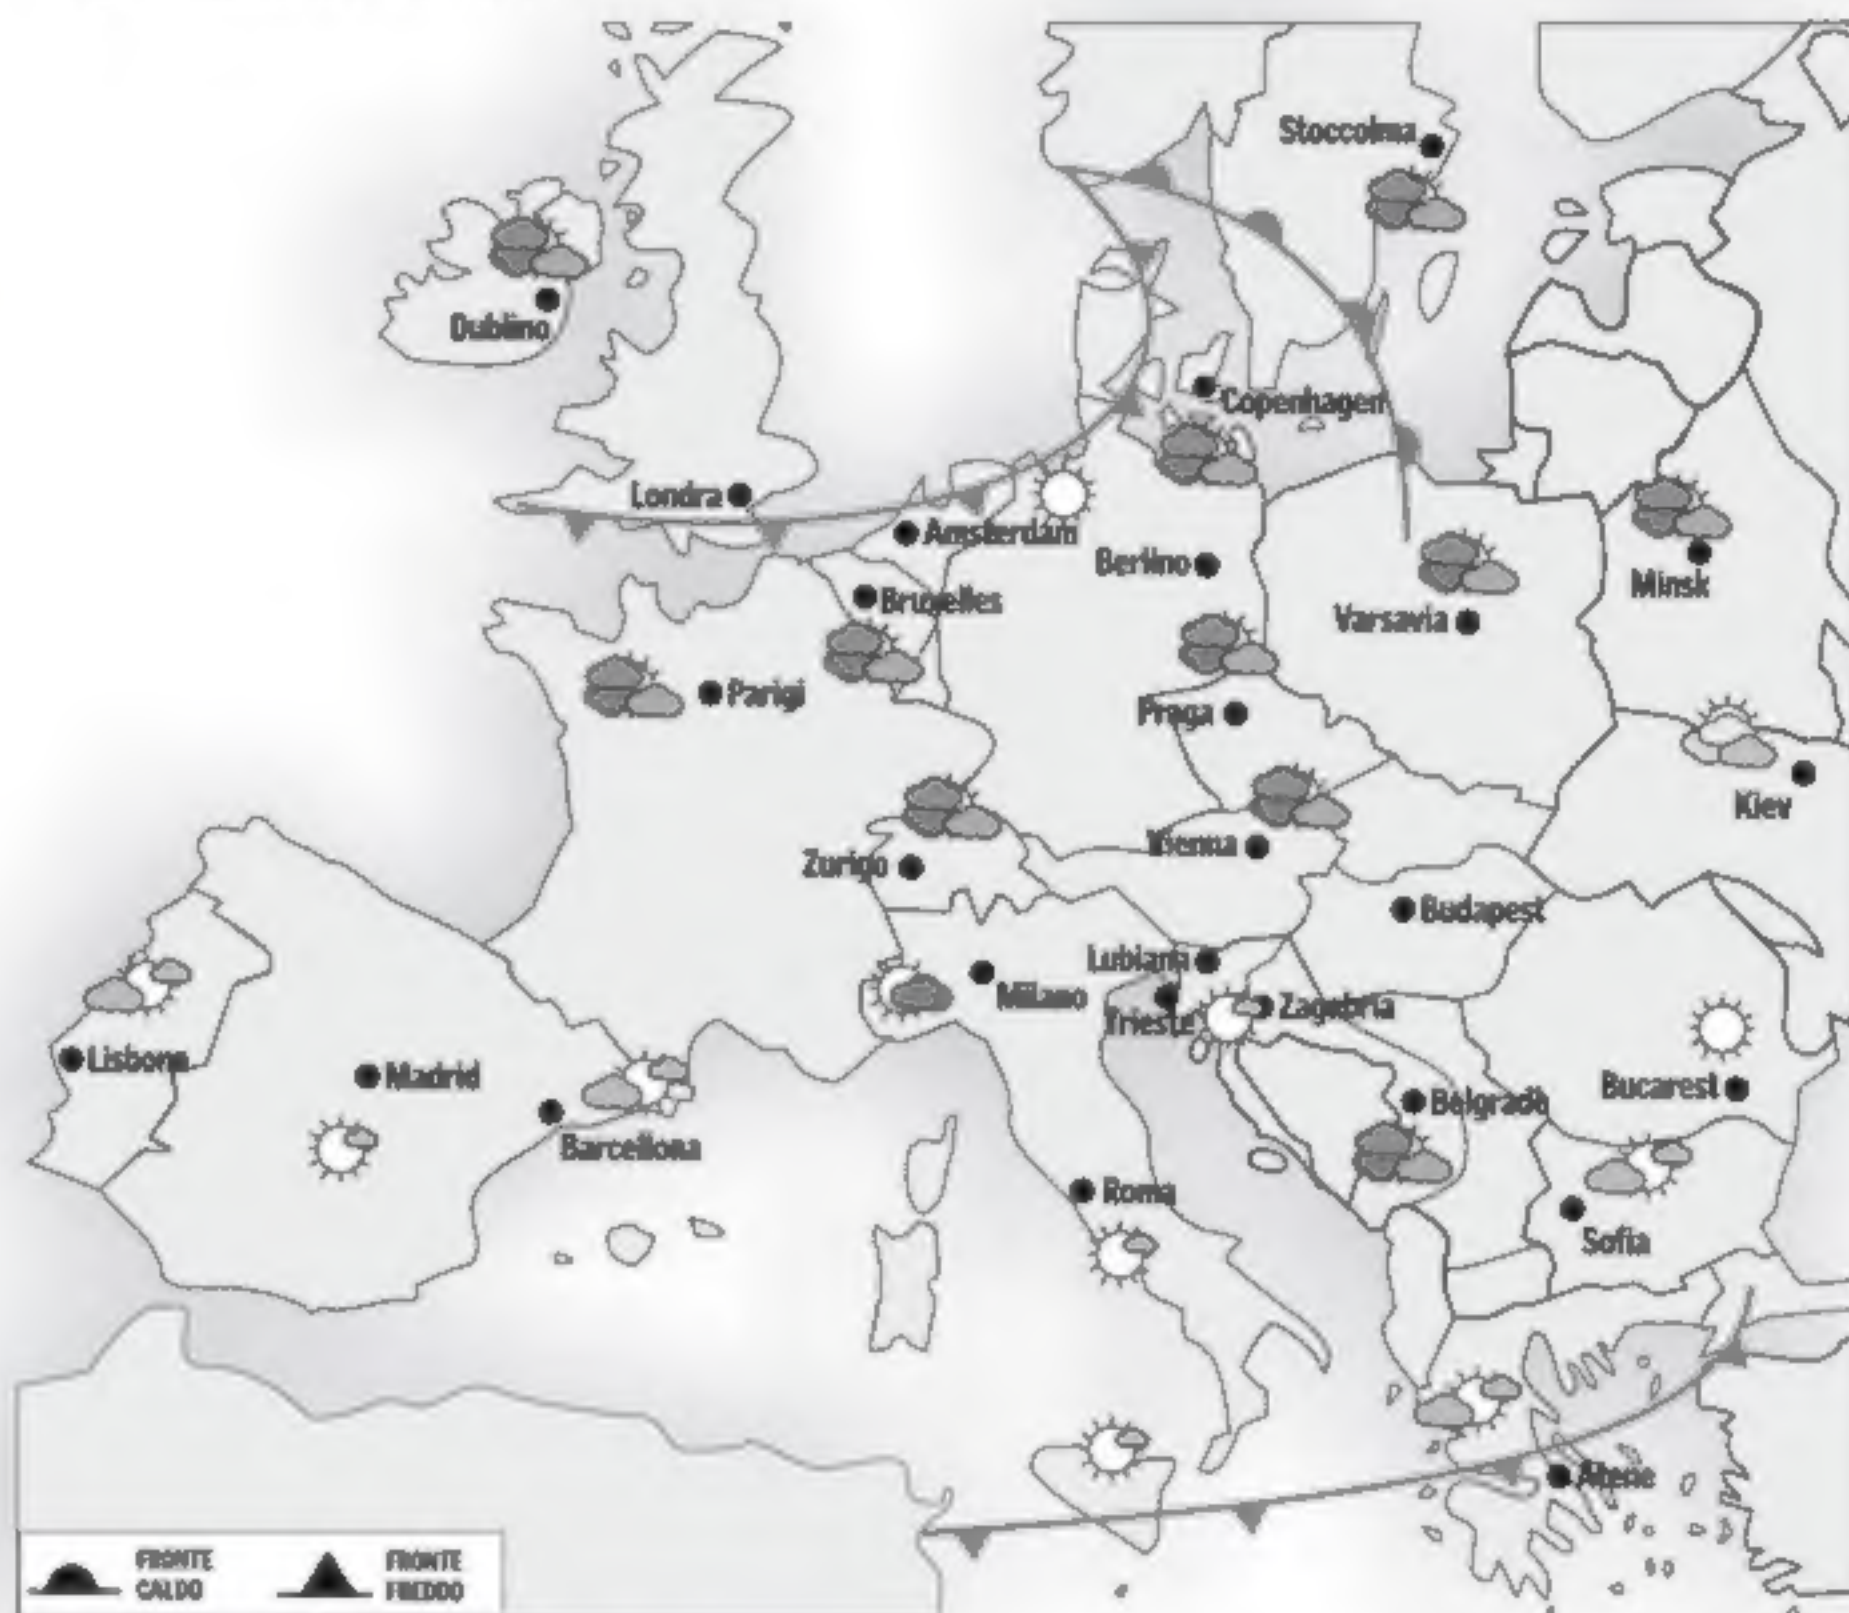 Stoccolma
Dublino
Copenhagen
Londra
Amsterdam
Berlino
Minsk
Bruxelles
Varsavia
Parigi
Praga
Kiev
Vienna
Zurigo
Budapest
Lubiana
Milano
Trieste
Zagabria
Lisbona
Madrid
Bucarest
Belgrado
Barcellona
Roma
Sofia
Atene
FRONTE
CALDO
FRONTE
FREDDO